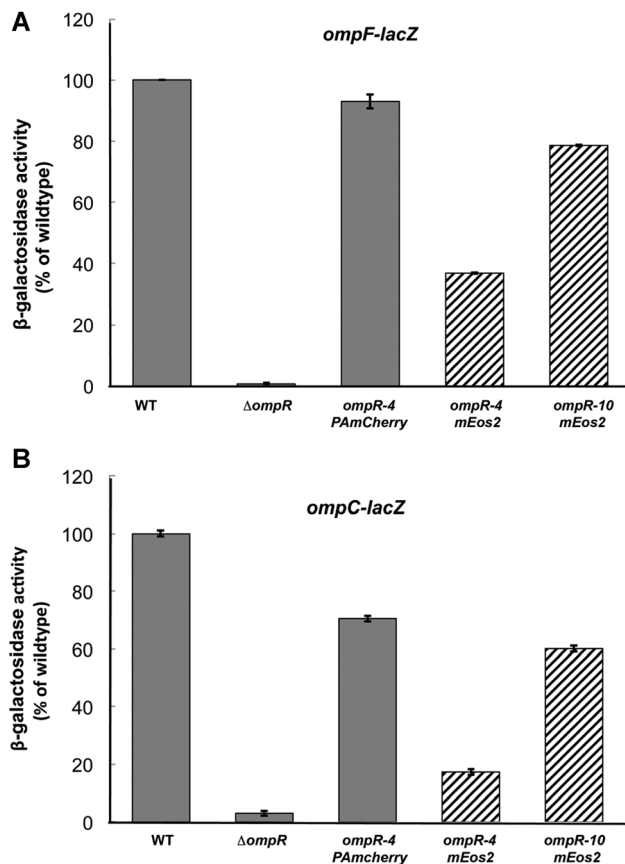 A
ompF-lacZ
β-galactosidase activity
(% of wildtype)
120
100
80
60
40
20
0
WT
ΔompR
ompR-4
PAmCherry
ompR-4
mEos2
ompR-10
mEos2
B
ompC-lacZ
β-galactosidase activity
(% of wildtype)
120
100
80
60
40
20
0
WT
ΔompR
ompR-4
PAmcherry
ompR-4
mEos2
ompR-10
mEos2